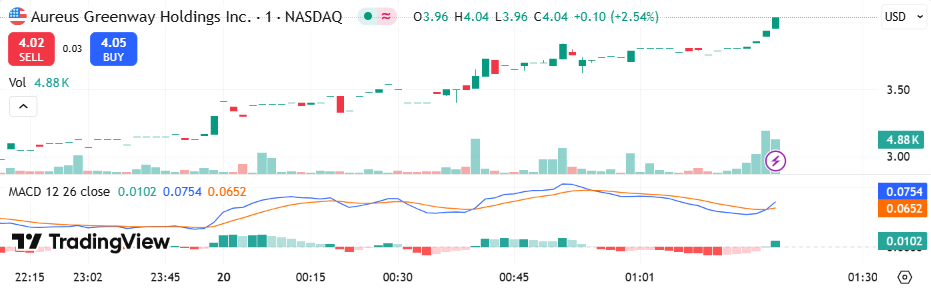 Aureus Greenway Holdings Inc. · 1 · NASDAQ O3.96 H4.04 L3.96 C4.04 +0.10 (+2.54%) USD
4.02 SELL 0.03 4.05 BUY
Vol 4.88 K
3.50
4.88 K
3.00
MACD 12 26 close 0.0102 0.0754 0.0652
0.0754
0.0652
0.0102
TradingView
22:15 23:02 23:45 20 00:15 00:30 00:45 01:01 01:30